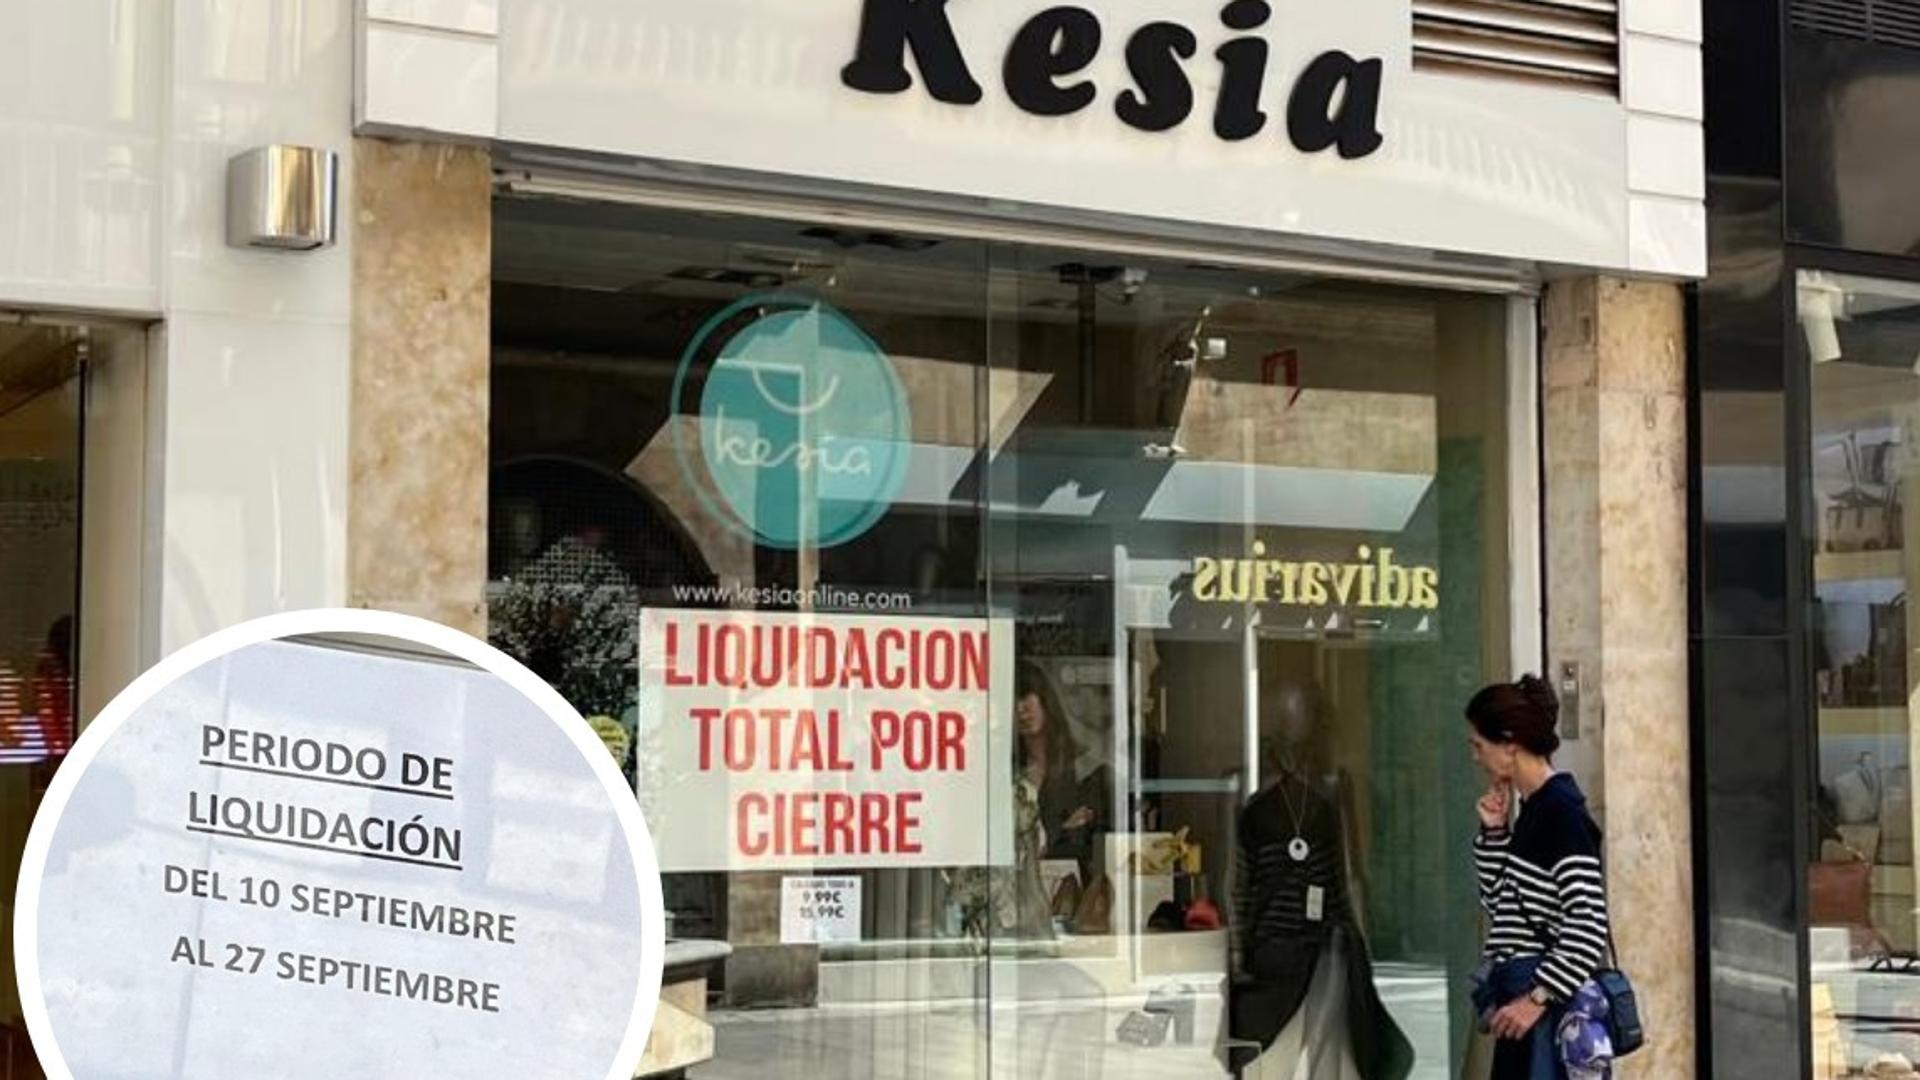 Kesia
kesia
www.kesiaonline.com
adivarius
LIQUIDACION
TOTAL POR
CIERRE
9,99€
15,99€
PERIODO DE
LIQUIDACIÓN
DEL 10 SEPTIEMBRE
AL 27 SEPTIEMBRE